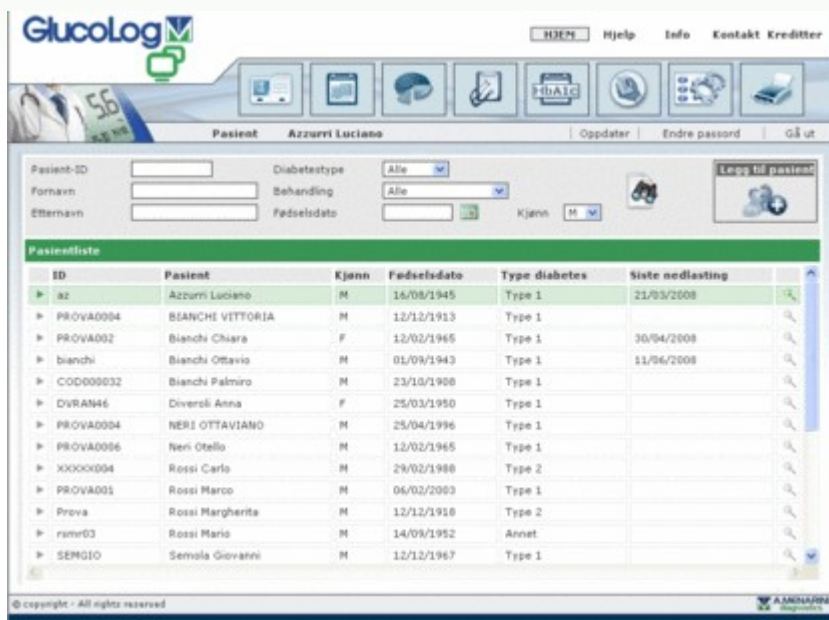 GlucoLog
HJEM Hjelp Info Kontakt Kreditter
5.6
HbA1c
Pasient Azzurri Luciano Oppdater Endre passord Gå ut
Pasient-ID Diabetestype Alle Legg til pasient
Fornavn Behandling Alle
Etternavn Fødselsdato Kjønn M
Pasientliste
ID Pasient Kjønn Fødselsdato Type diabetes Siste nedlasting
az Azzurri Luciano M 16/08/1945 Type 1 21/03/2008
PROVA0004 BIANCHI VITTORIA M 12/12/1913 Type 1
PROVA002 Bianchi Chiara F 12/02/1965 Type 1 30/04/2008
bianchi Bianchi Ottavio M 01/09/1943 Type 1 11/06/2008
COD000032 Bianchi Palmiro M 23/10/1908 Type 1
DVRAN46 Diveroli Anna F 25/03/1950 Type 1
PROVA0004 NERI OTTAVIANO M 25/04/1996 Type 1
PROVA0006 Neri Otello M 12/02/1965 Type 1
XXXXX004 Rossi Carlo M 29/02/1988 Type 2
PROVA001 Rossi Marco M 06/02/2003 Type 1
Prova Rossi Margherita M 12/12/1918 Type 2
rsmr03 Rossi Mario M 14/09/1952 Annet
SEMGIO Semola Giovanni M 12/12/1967 Type 1
© copyright - All rights reserved A.MENARINI
diagnostics